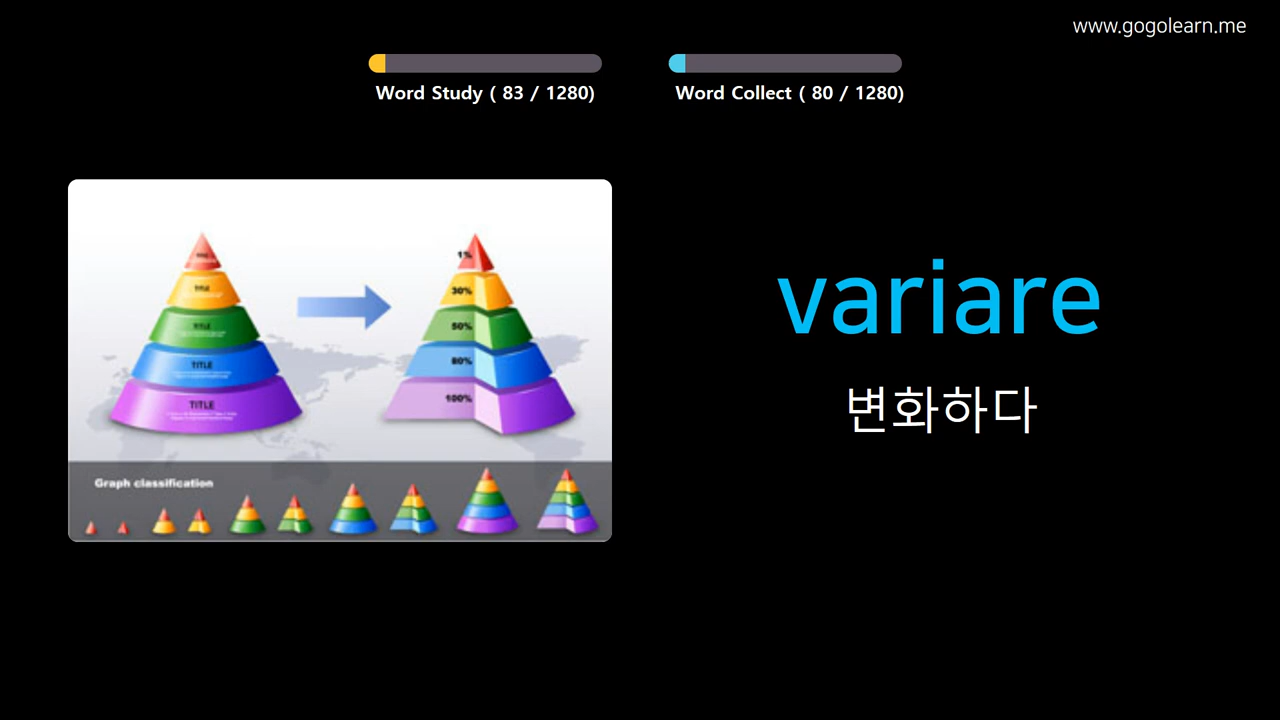 www.gogolearn.me
Word Study ( 83 / 1280)
Word Collect ( 80 / 1280)
variare
변화하다
TITLE
TITLE
TITLE
TITLE
1%
30%
50%
80%
100%
Graph classification